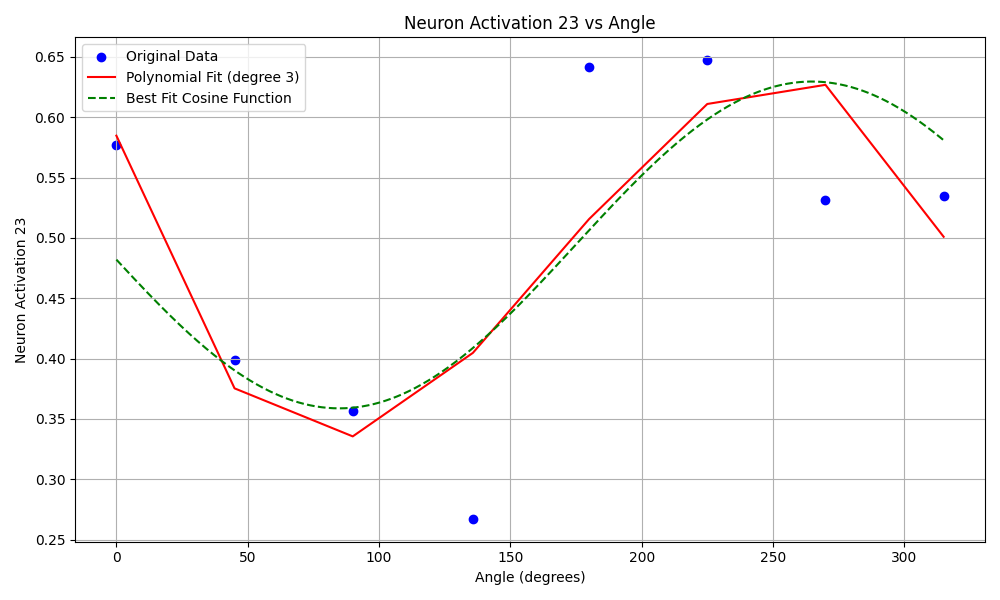 Neuron Activation 23 vs Angle
Original Data
Polynomial Fit (degree 3)
Best Fit Cosine Function
Neuron Activation 23
0.65
0.60
0.55
0.50
0.45
0.40
0.35
0.30
0.25
0 50 100 150 200 250 300
Angle (degrees)